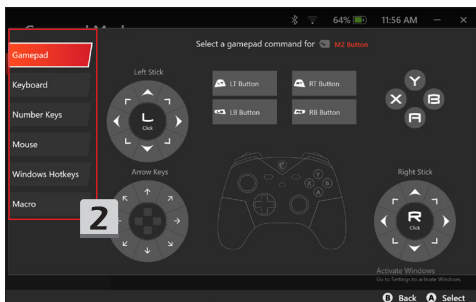 64% 11:56 AM
Select a gamepad command for M2 Button
Gamepad
Keyboard
Number Keys
Mouse
Windows Hotkeys
Macro
2
Left Stick
L
Click
LT Button
RT Button
LB Button
RB Button
Y
X
B
A
Arrow Keys
Y
X
B
A
Right Stick
R
Click
Activate Windows
Go to Settings to activate Windows.
B Back A Select